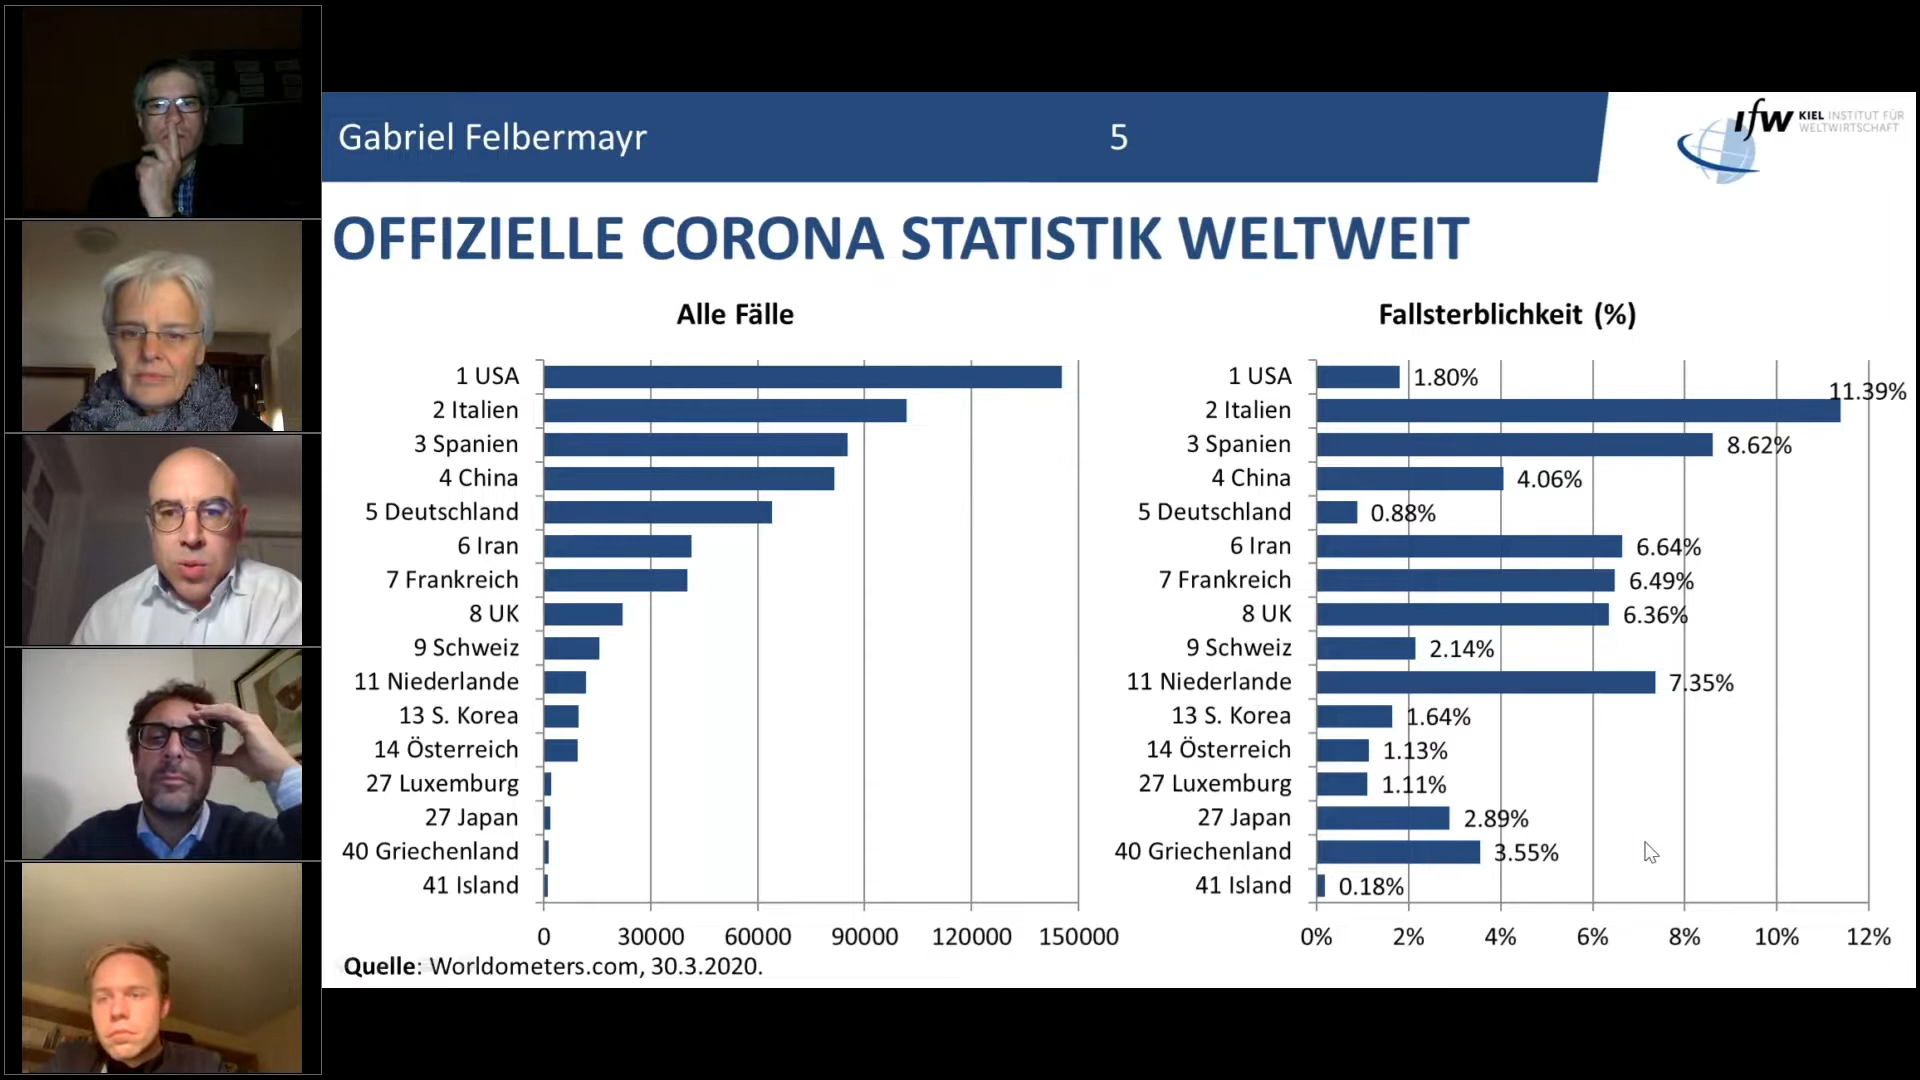 Gabriel Felbermayr
5
ifw KIEL INSTITUT FÜR
WELTWIRTSCHAFT
OFFIZIELLE CORONA STATISTIK WELTWEIT
Alle Fälle
1 USA
2 Italien
3 Spanien
4 China
5 Deutschland
6 Iran
7 Frankreich
8 UK
9 Schweiz
11 Niederlande
13 S. Korea
14 Österreich
27 Luxemburg
27 Japan
40 Griechenland
41 Island
0 30000 60000 90000 120000 150000
Fallsterblichkeit (%)
1 USA 1.80%
2 Italien 11.39%
3 Spanien 8.62%
4 China 4.06%
5 Deutschland 0.88%
6 Iran 6.64%
7 Frankreich 6.49%
8 UK 6.36%
9 Schweiz 2.14%
11 Niederlande 7.35%
13 S. Korea 1.64%
14 Österreich 1.13%
27 Luxemburg 1.11%
27 Japan 2.89%
40 Griechenland 3.55%
41 Island 0.18%
0% 2% 4% 6% 8% 10% 12%
Quelle: Worldometers.com, 30.3.2020.